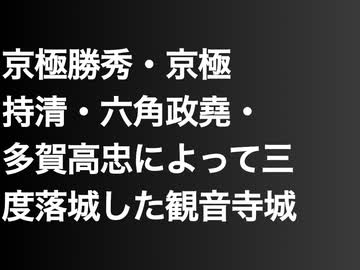 京極勝秀・京極
持清・六角政堯・
多賀高忠によって三
度落城した観音寺城